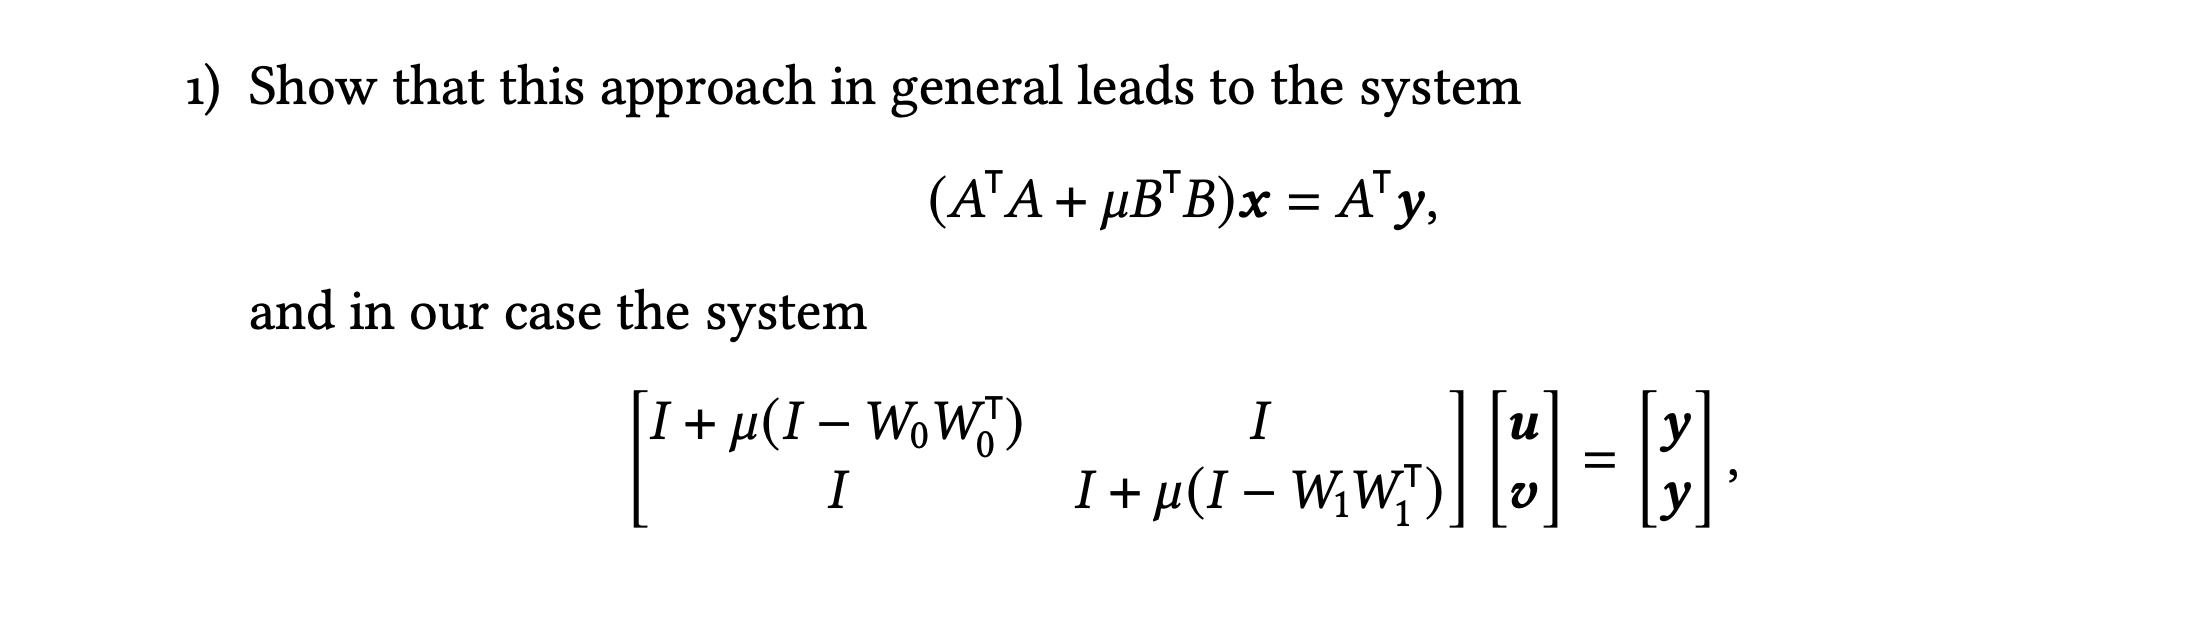 1) Show that this approach in general leads to the system
(AᵀA + μBᵀB)x = Aᵀy,
and in our case the system
[I + μ(I − W₀W₀ᵀ) I] [u] = [y]
[I I + μ(I − W₁W₁ᵀ)] [v] [y] ,